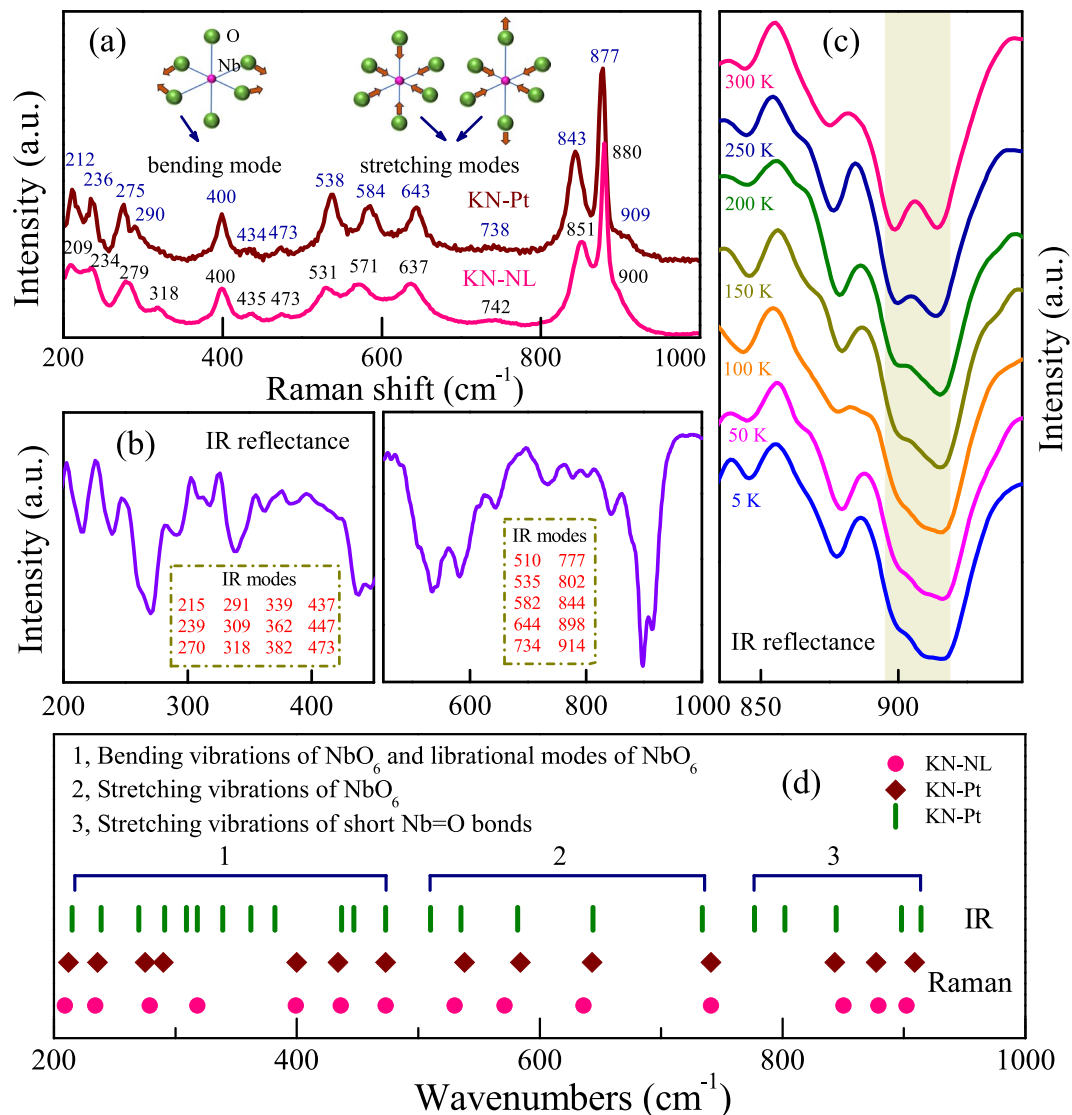 (a)
O
Nb
bending mode
stretching modes
877
843
880
212
236
275
290
400
434
473
538
584
643
KN-Pt
738
909
209
234
279
318
400
435
473
531
571
637
KN-NL
742
851
900
Intensity (a.u.)
200 400 600 800 1000
Raman shift (cm⁻¹)
(b)
IR reflectance
Intensity (a.u.)
IR modes
215 291 339 437
239 309 362 447
270 318 382 473
200 300 400
IR modes
510 777
535 802
582 844
644 898
734 914
600 800 1000
(c)
300 K
250 K
200 K
150 K
100 K
50 K
5 K
IR reflectance
Intensity (a.u.)
850 900
1, Bending vibrations of NbO₆ and librational modes of NbO₆
2, Stretching vibrations of NbO₆
3, Stretching vibrations of short Nb=O bonds
(d)
KN-NL
KN-Pt
KN-Pt
1 2 3
IR
Raman
200 400 600 800 1000
Wavenumbers (cm⁻¹)